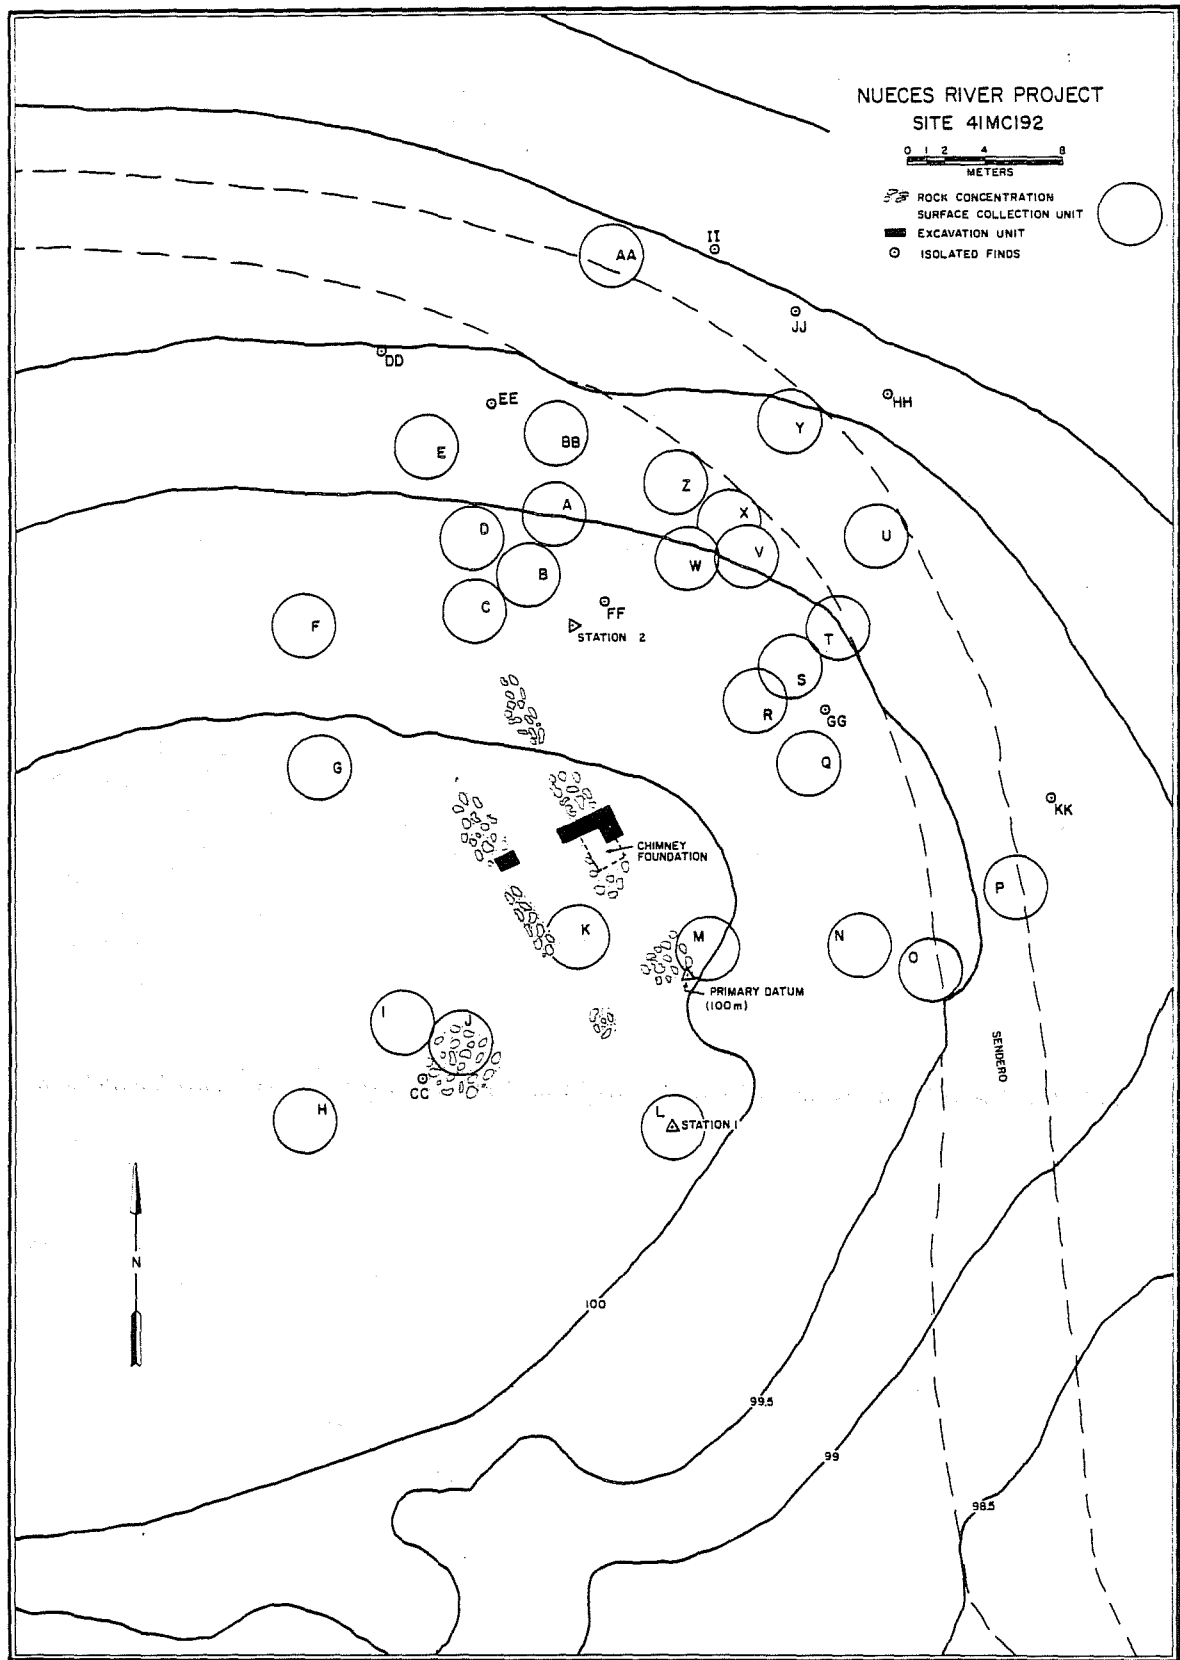 NUECES RIVER PROJECT
SITE 41MC192
0 1 2 4 8
METERS
ROCK CONCENTRATION
SURFACE COLLECTION UNIT
EXCAVATION UNIT
ISOLATED FINDS
II
AA
JJ
DD
HH
EE
Y
BB
E
Z
A
X
D
U
V
W
B
C
FF
F
T
STATION 2
S
GG
R
Q
G
KK
CHIMNEY
FOUNDATION
P
K
M
N
O
PRIMARY DATUM
(100m)
I
J
SENDERO
CC
H
L
STATION 1
N
100
99.5
99
98.5